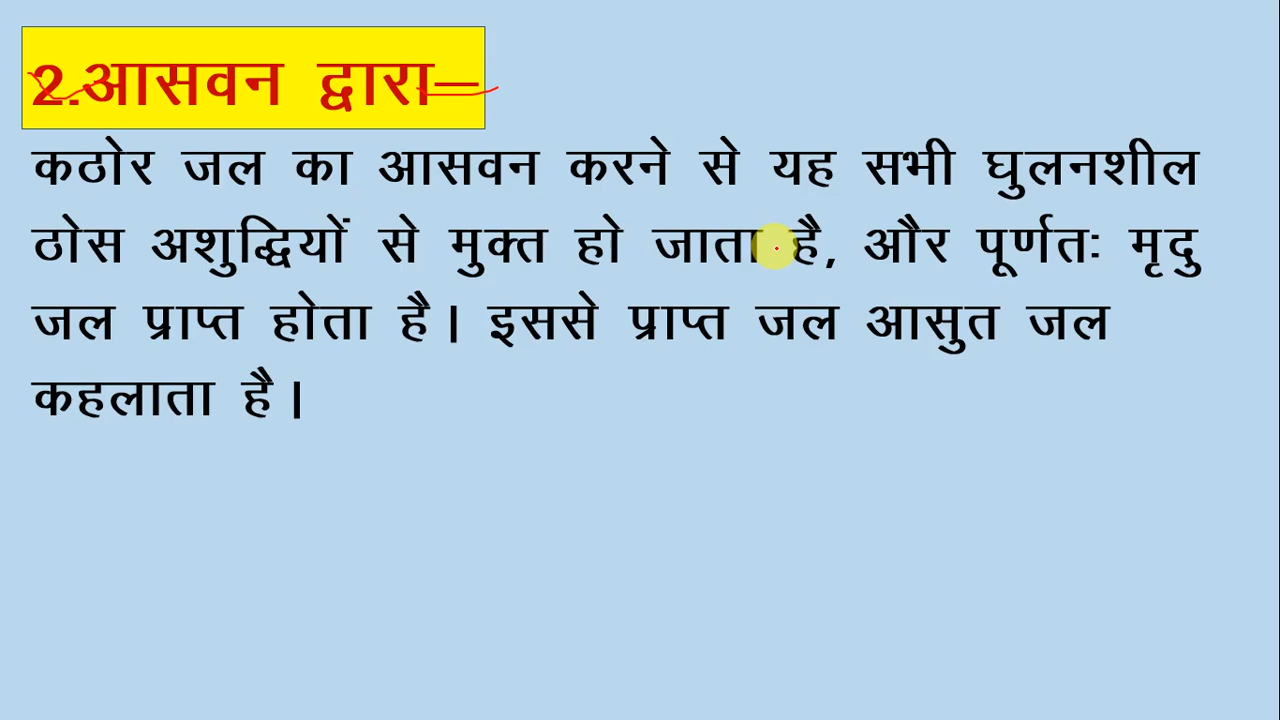 2.आसवन द्वारा—
कठोर जल का आसवन करने से यह सभी घुलनशील
ठोस अशुद्धियों से मुक्त हो जाता है, और पूर्णतः मृदु
जल प्राप्त होता है। इससे प्राप्त जल आसुत जल
कहलाता है।